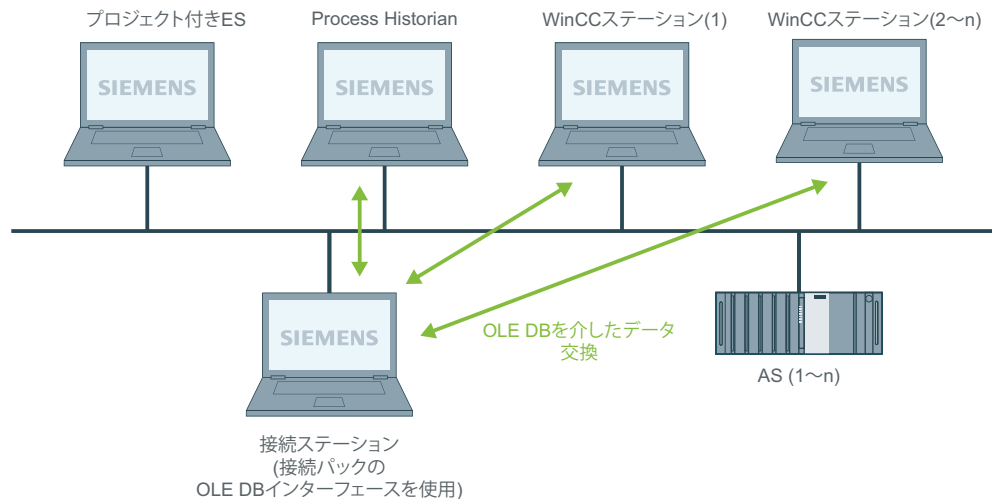 プロジェクト付きES
Process Historian
WinCCステーション(1)
WinCCステーション(2～n)
SIEMENS
SIEMENS
SIEMENS
SIEMENS
SIEMENS
OLE DBを介したデータ
交換
AS (1～n)
接続ステーション
(接続パックの
OLE DBインターフェースを使用)